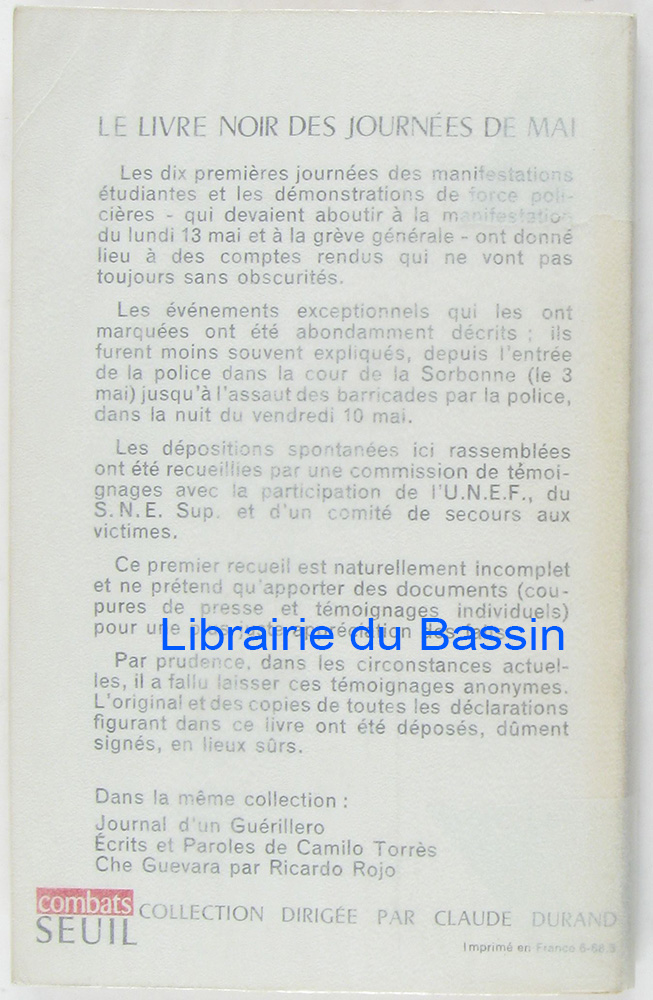 LE LIVRE NOIR DES JOURNÉES DE MAI
Les dix premières journées des manifestations
étudiantes et les démonstrations de force poli-
cières - qui devaient aboutir à la manifestation
du lundi 13 mai et à la grève générale - ont donné
lieu à des comptes rendus qui ne vont pas
toujours sans obscurités.
Les événements exceptionnels qui les ont
marquées ont été abondamment décrits ; ils
furent moins souvent expliqués, depuis l'entrée
de la police dans la cour de la Sorbonne (le 3
mai) jusqu'à l'assaut des barricades par la police,
dans la nuit du vendredi 10 mai.
Les dépositions spontanées ici rassemblées
ont été recueillies par une commission de témoi-
gnages avec la participation de l'U.N.E.F., du
S.N.E. Sup. et d'un comité de secours aux
victimes.
Ce premier recueil est naturellement incomplet
et ne prétend qu'apporter des documents (cou-
pures de presse et témoignages individuels)
pour une plus juste appréciation des faits.
Librairie du Bassin
Par prudence, dans les circonstances actuel-
les, il a fallu laisser ces témoignages anonymes.
L'original et des copies de toutes les déclarations
figurant dans ce livre ont été déposés, dûment
signés, en lieux sûrs.
Dans la même collection :
Journal d'un Guérillero
Écrits et Paroles de Camilo Torrès
Che Guevara par Ricardo Rojo
combats
SEUIL
COLLECTION DIRIGÉE PAR CLAUDE DURAND
Imprimé en France 6-68.3